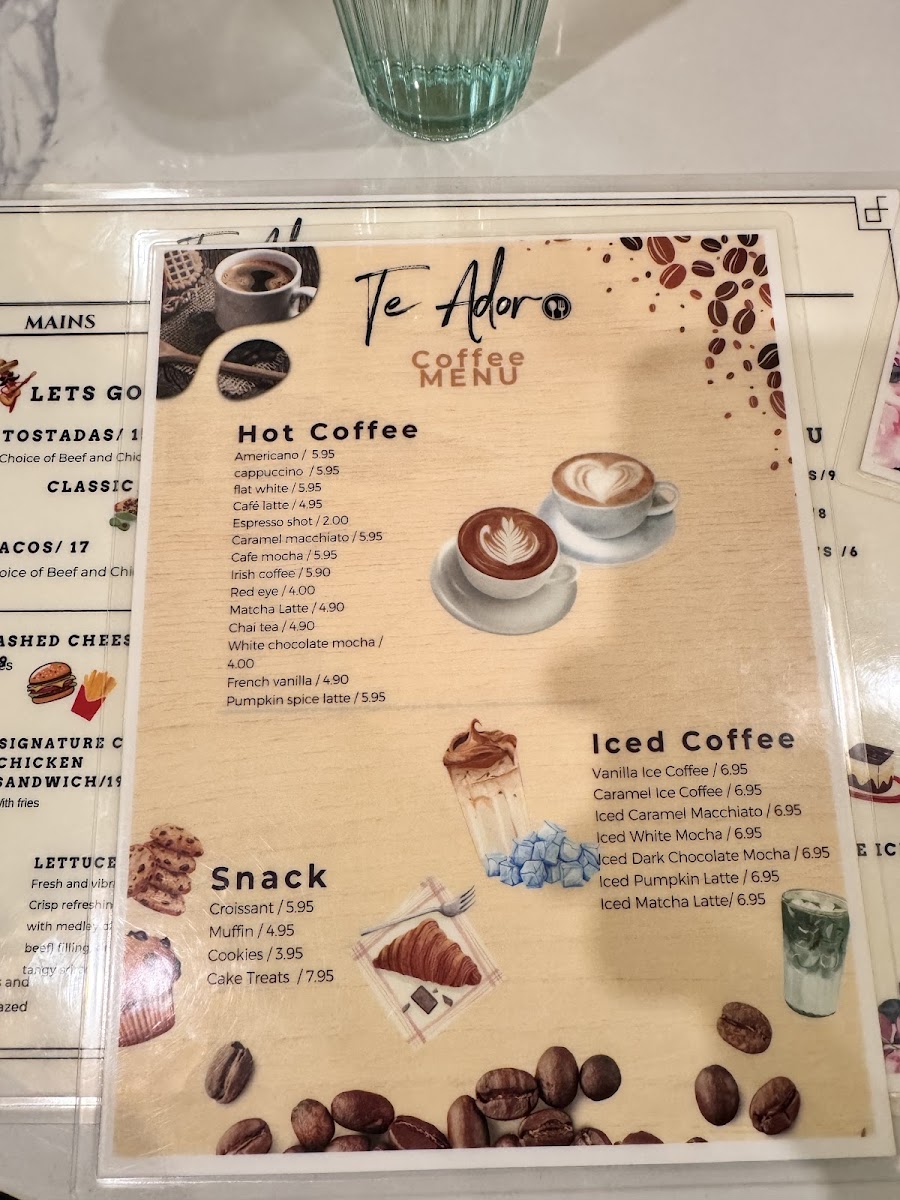 Te Adoro
Coffee
MENU
Hot Coffee
Americano / 5.95
cappuccino / 5.95
flat white / 5.95
Café latte / 4.95
Espresso shot / 2.00
Caramel macchiato / 5.95
Cafe mocha / 5.95
Irish coffee / 5.90
Red eye / 4.00
Matcha Latte / 4.90
Chai tea / 4.90
White chocolate mocha /
4.00
French vanilla / 4.90
Pumpkin spice latte / 5.95
Iced Coffee
Vanilla Ice Coffee / 6.95
Caramel Ice Coffee / 6.95
Iced Caramel Macchiato / 6.95
Iced White Mocha / 6.95
Iced Dark Chocolate Mocha / 6.95
Iced Pumpkin Latte / 6.95
Iced Matcha Latte/ 6.95
Snack
Croissant / 5.95
Muffin / 4.95
Cookies / 3.95
Cake Treats / 7.95
MAINS
LETS GO
TOSTADAS/ 1
Choice of Beef and Chic
CLASSIC
ACOS/ 17
oice of Beef and Chi
ASHED CHEES
SIGNATURE C
CHICKEN
SANDWICH/19
With fries
LETTUCE
Fresh and vibr
Crisp refreshin
with medley
beef filling
and
azed
U
S/9
/8
S /6
E IC